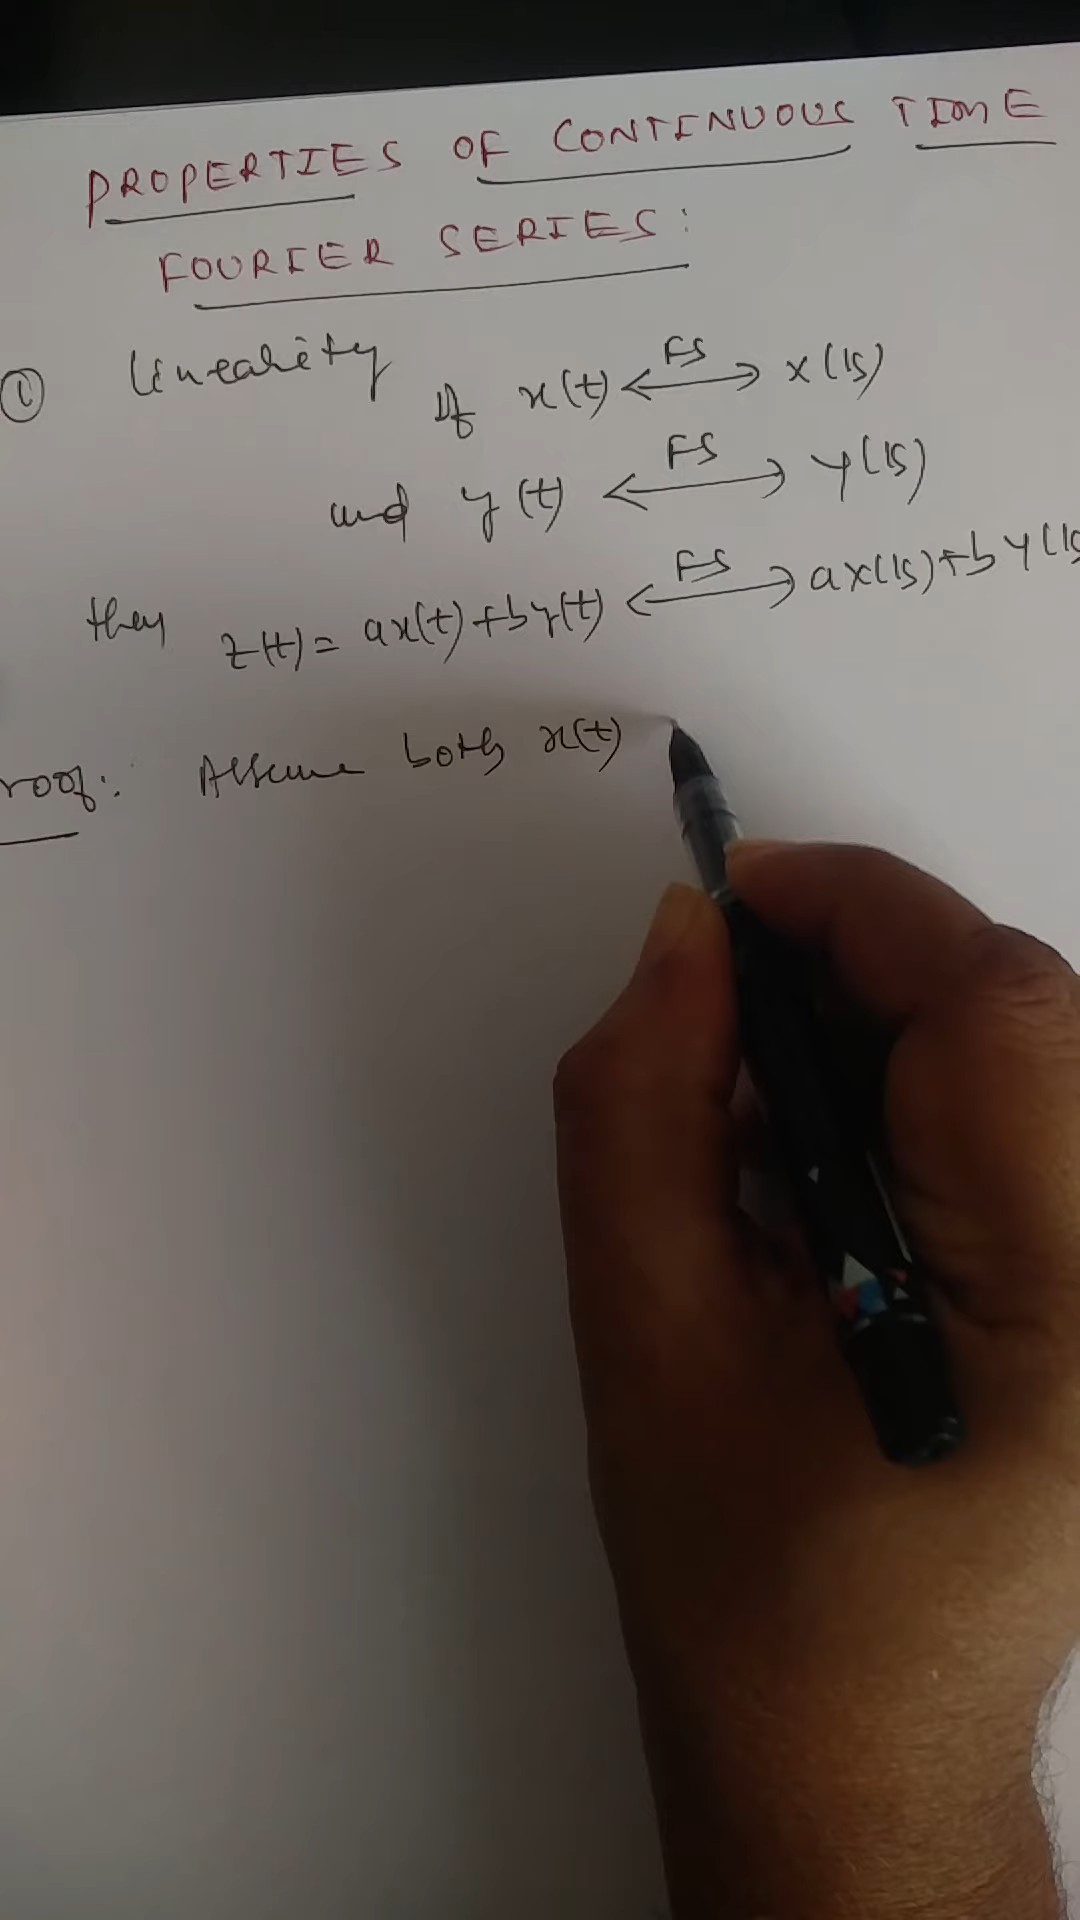 PROPERTIES OF CONTINUOUS TIME
FOURIER SERIES:
① Linearity
If x(t) ⟷FS X(k)
and y(t) ⟷FS Y(k)
then z(t) = ax(t)+by(t) ⟷FS aX(k)+bY(k
roof: Assume both x(t)